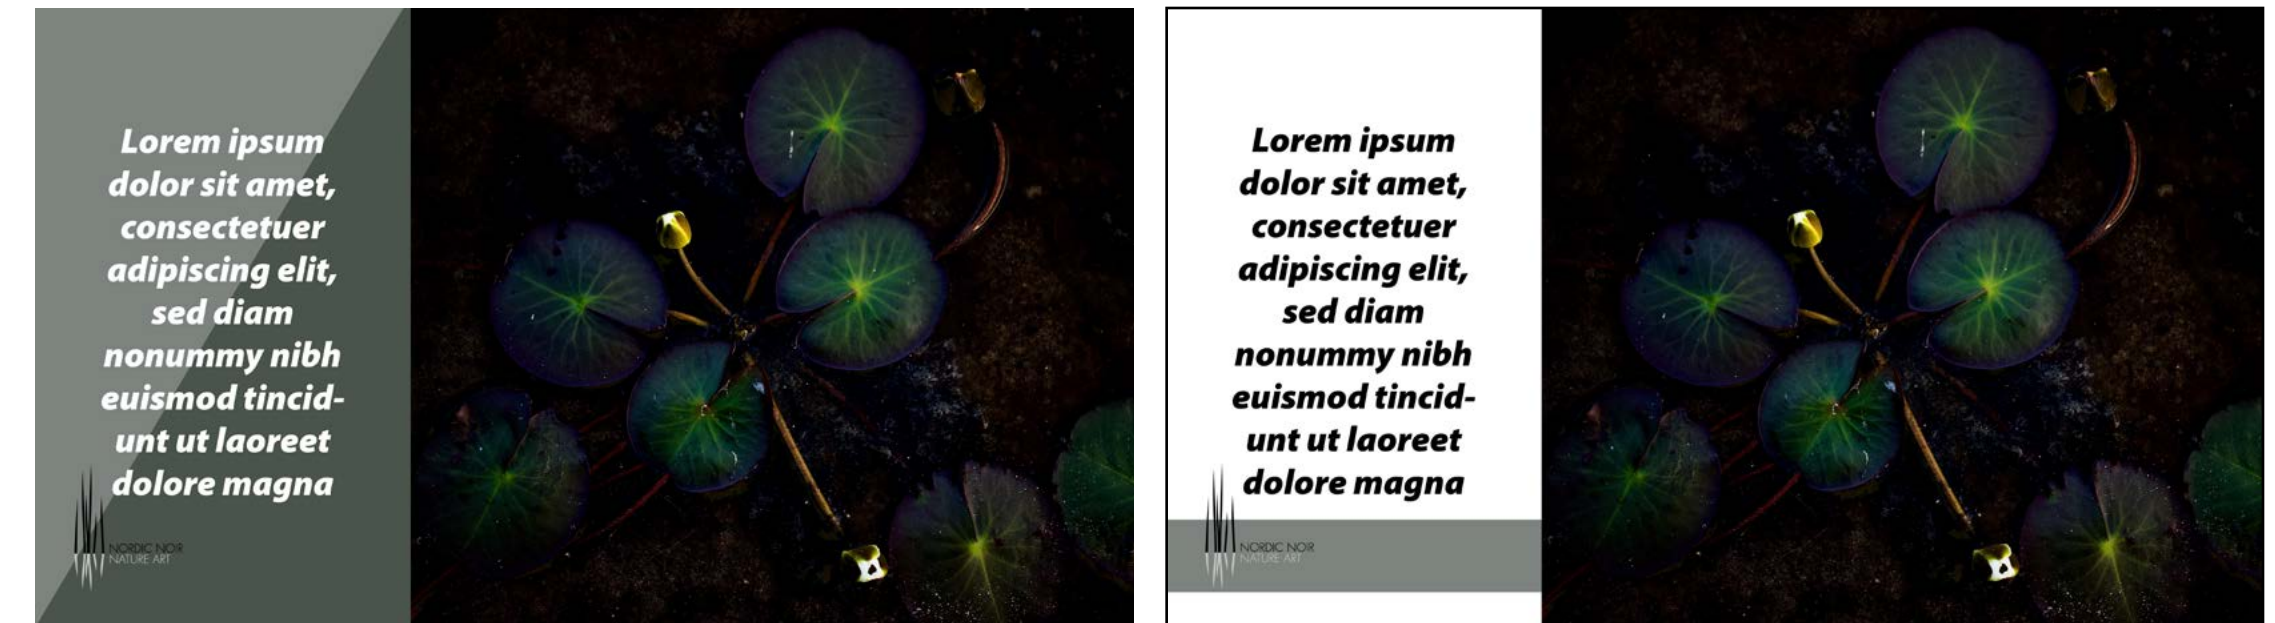 Lorem ipsum
dolor sit amet,
consectetuer
adipiscing elit,
sed diam
nonummy nibh
euismod tincid-
unt ut laoreet
dolore magna
NORDIC NOIR
NATURE ART
Lorem ipsum
dolor sit amet,
consectetuer
adipiscing elit,
sed diam
nonummy nibh
euismod tincid-
unt ut laoreet
dolore magna
NORDIC NOIR
NATURE ART